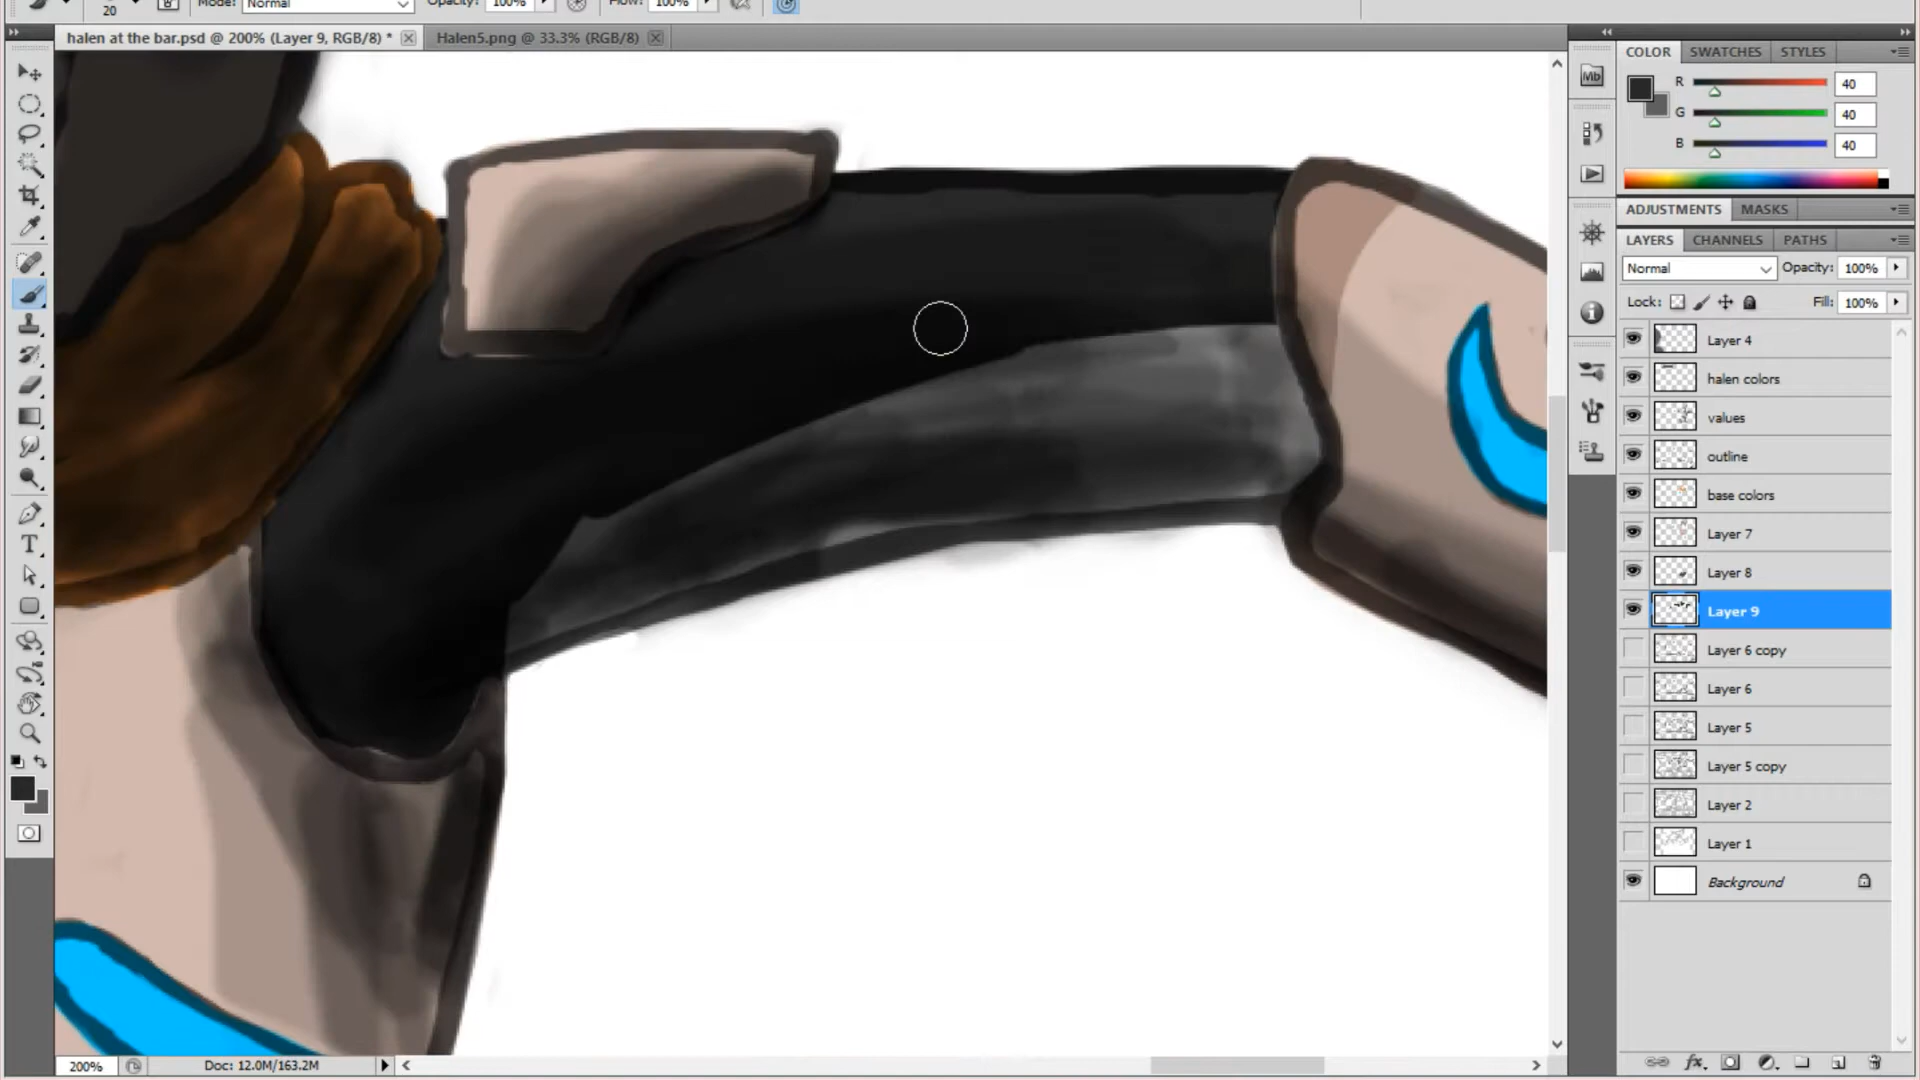 20 Mode: Normal Opacity: 100% Flow: 100%
halen at the bar.psd @ 200% (Layer 9, RGB/8) * Halen5.png @ 33.3% (RGB/8)
COLOR SWATCHES STYLES
R 40
G 40
B 40
ADJUSTMENTS MASKS
LAYERS CHANNELS PATHS
Normal Opacity: 100%
Lock: Fill: 100%
Layer 4
halen colors
values
outline
base colors
Layer 7
Layer 8
Layer 9
Layer 6 copy
Layer 6
Layer 5
Layer 5 copy
Layer 2
Layer 1
Background
Mb
T
fx
200% Doc: 12.0M/163.2M